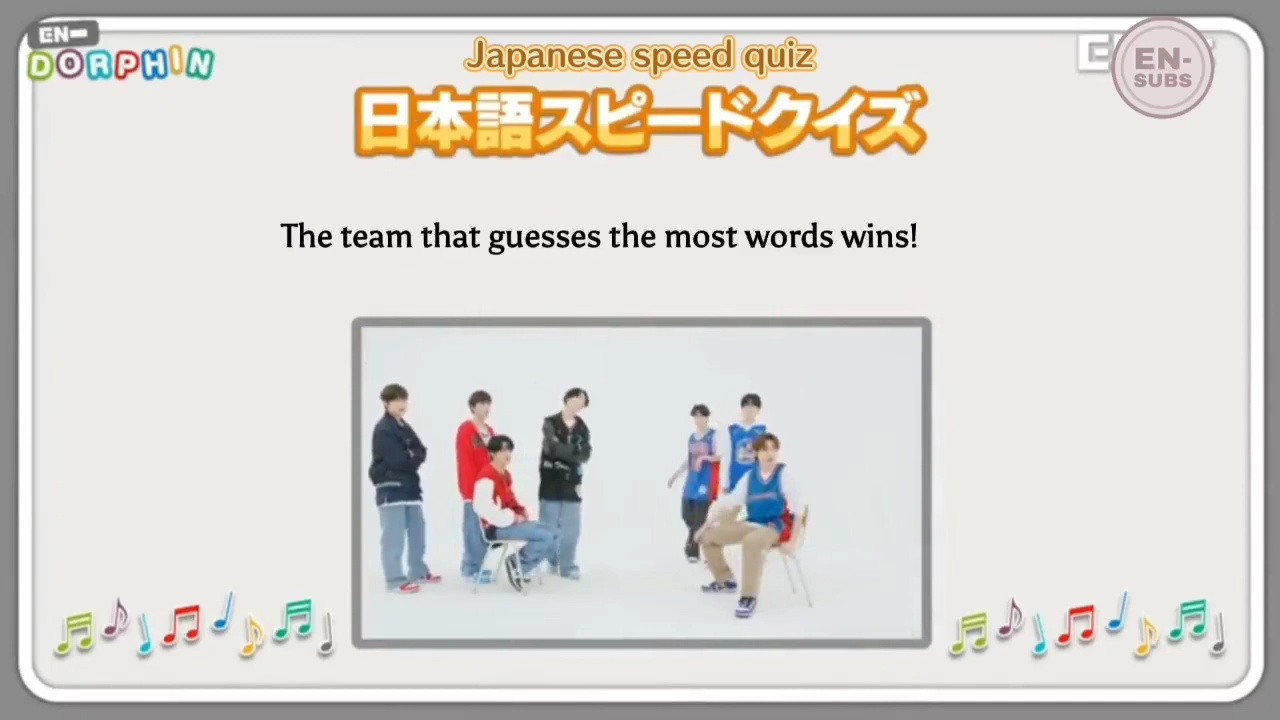 EN-
DORPHIN
Japanese speed quiz
EN-
SUBS
日本語スピードクイズ
The team that guesses the most words wins!